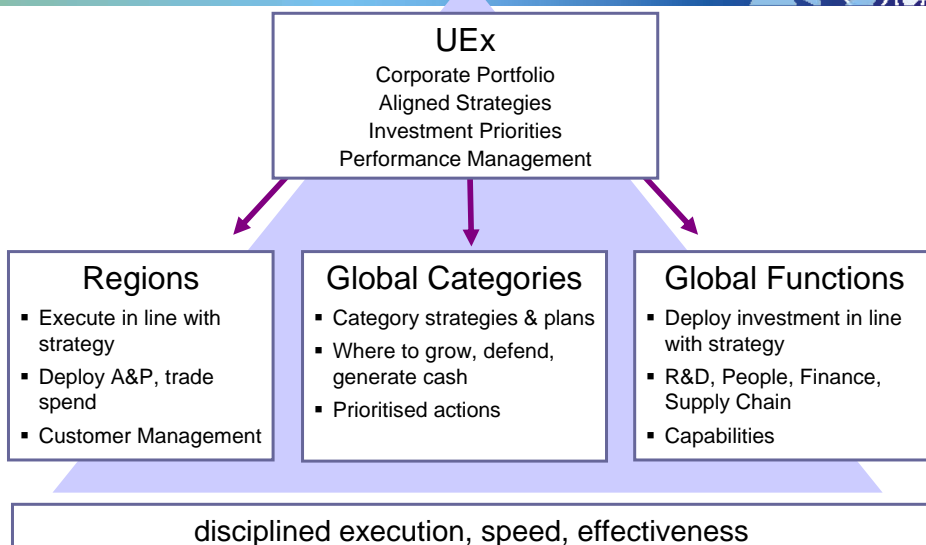 UEx
Corporate Portfolio
Aligned Strategies
Investment Priorities
Performance Management
Regions
▪ Execute in line with
strategy
▪ Deploy A&P, trade
spend
▪ Customer Management
Global Categories
▪ Category strategies & plans
▪ Where to grow, defend,
generate cash
▪ Prioritised actions
Global Functions
▪ Deploy investment in line
with strategy
▪ R&D, People, Finance,
Supply Chain
▪ Capabilities
disciplined execution, speed, effectiveness